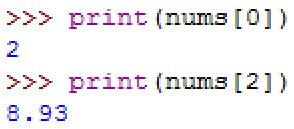 >>> print(nums[0])
2
>>> print(nums[2])
8.93